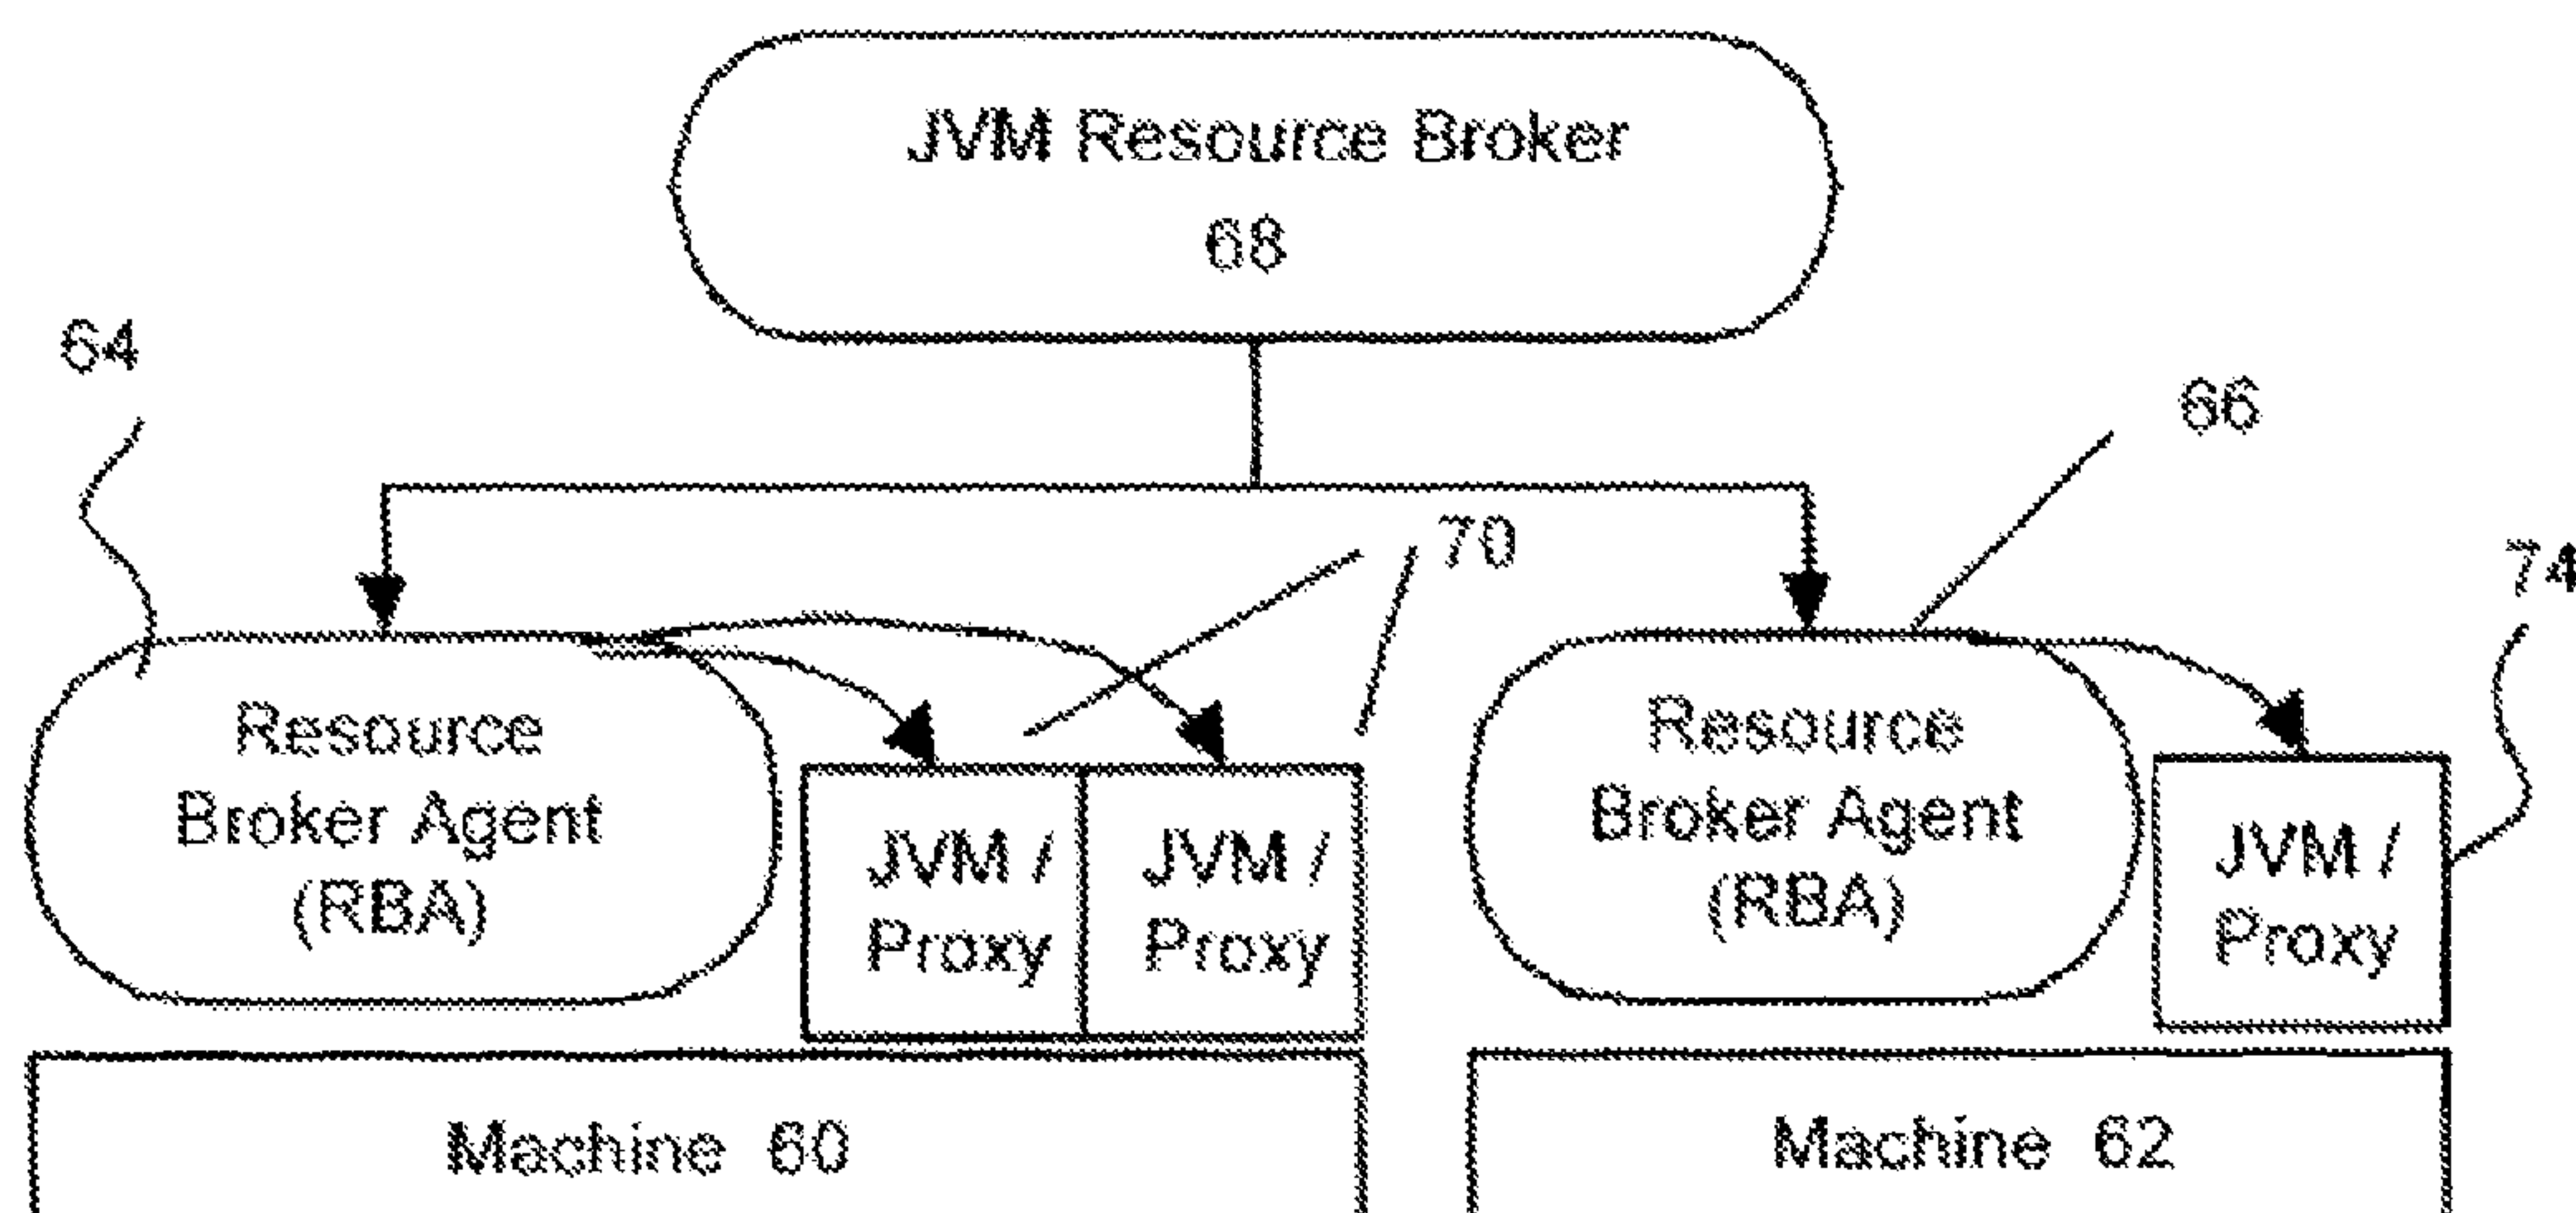 JVM Resource Broker
68
64
66
70
74
Resource
Broker Agent
(RBA)
JVM /
Proxy
JVM /
Proxy
Resource
Broker Agent
(RBA)
JVM /
Proxy
Machine 60
Machine 62